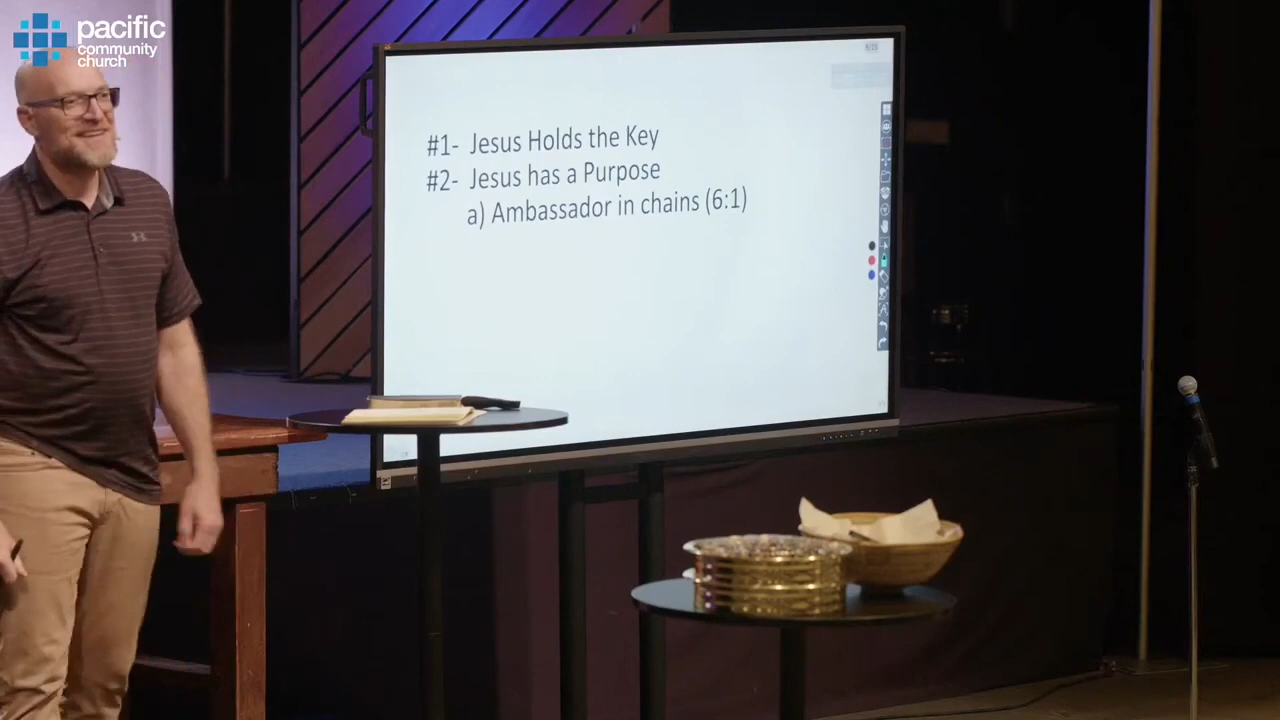 pacific
community
church
#1- Jesus Holds the Key
#2- Jesus has a Purpose
a) Ambassador in chains (6:1)